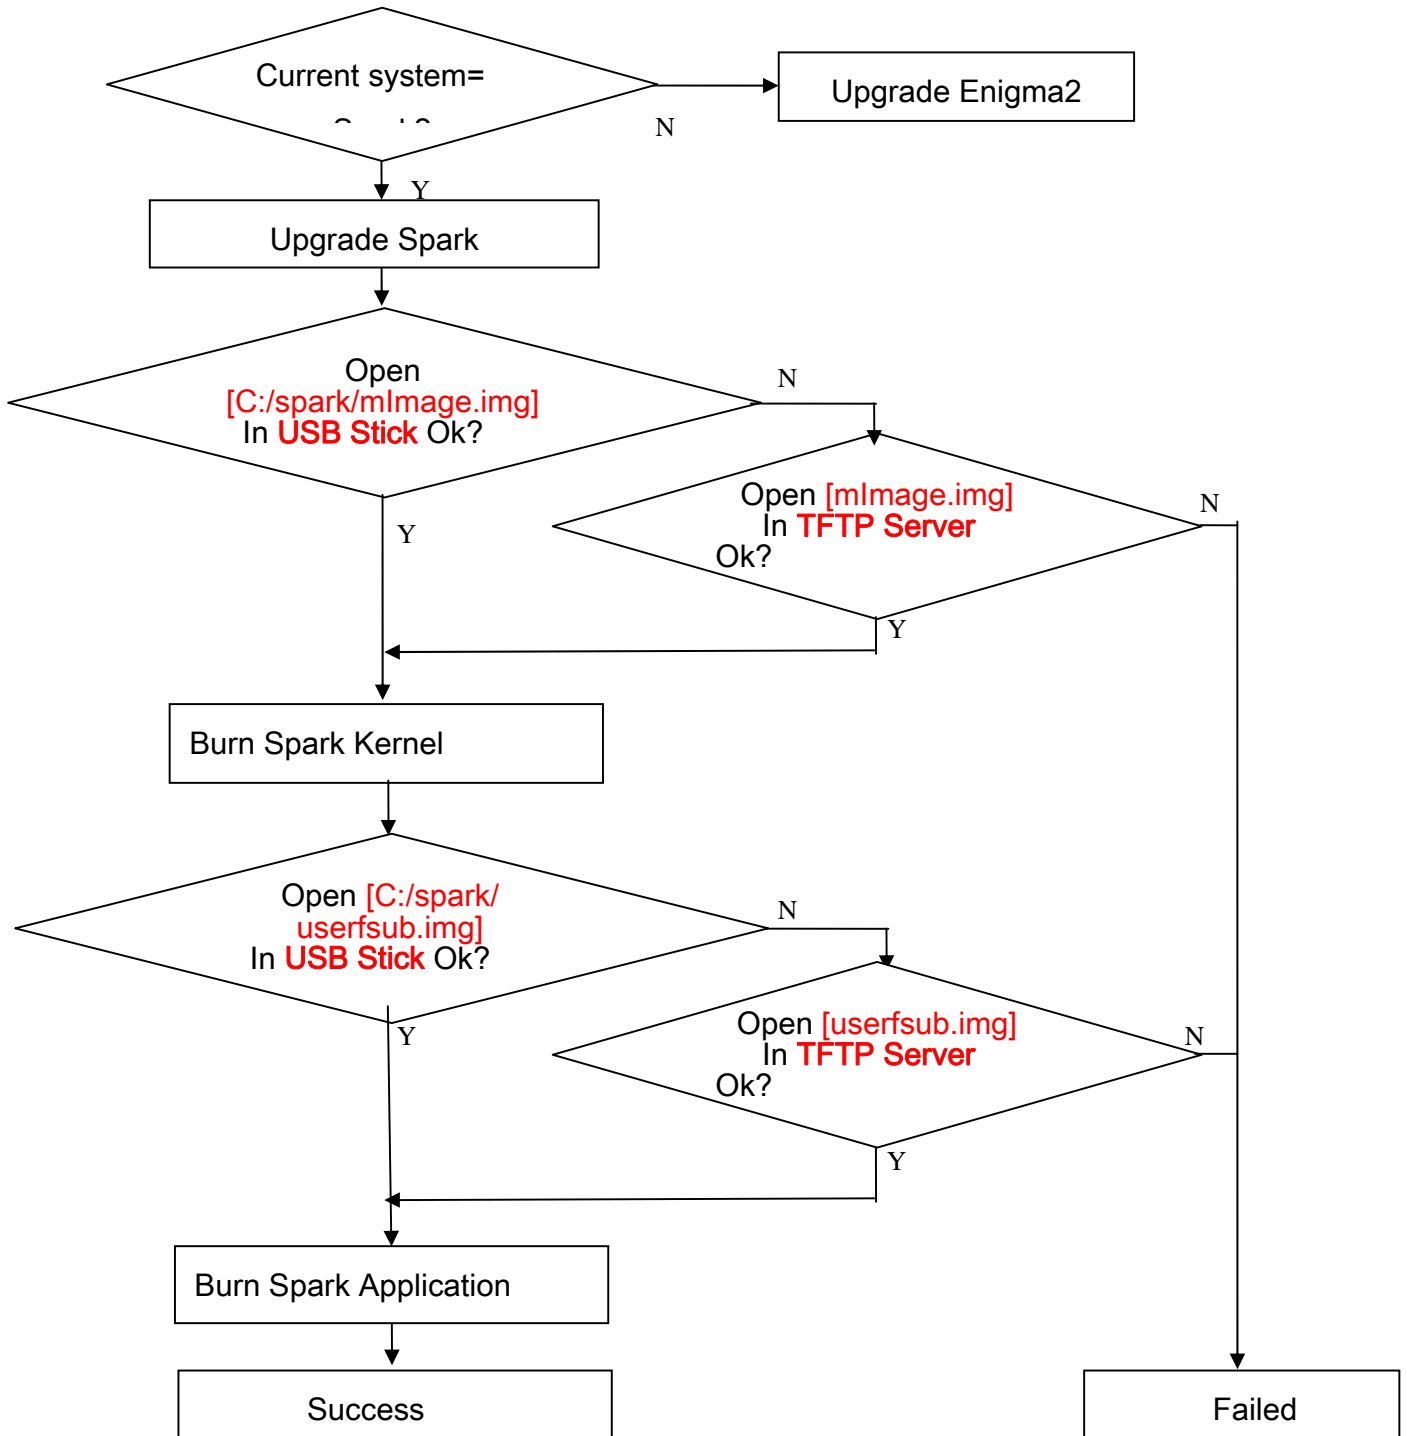 Current system=
Upgrade Enigma2
N
Y
Upgrade Spark
Open
[C:/spark/mImage.img]
In USB Stick Ok?
N
Y
Open [mImage.img]
In TFTP Server
Ok?
N
Y
Burn Spark Kernel
Open [C:/spark/
userfsub.img]
In USB Stick Ok?
N
Y
Open [userfsub.img]
In TFTP Server
Ok?
N
Y
Burn Spark Application
Success
Failed